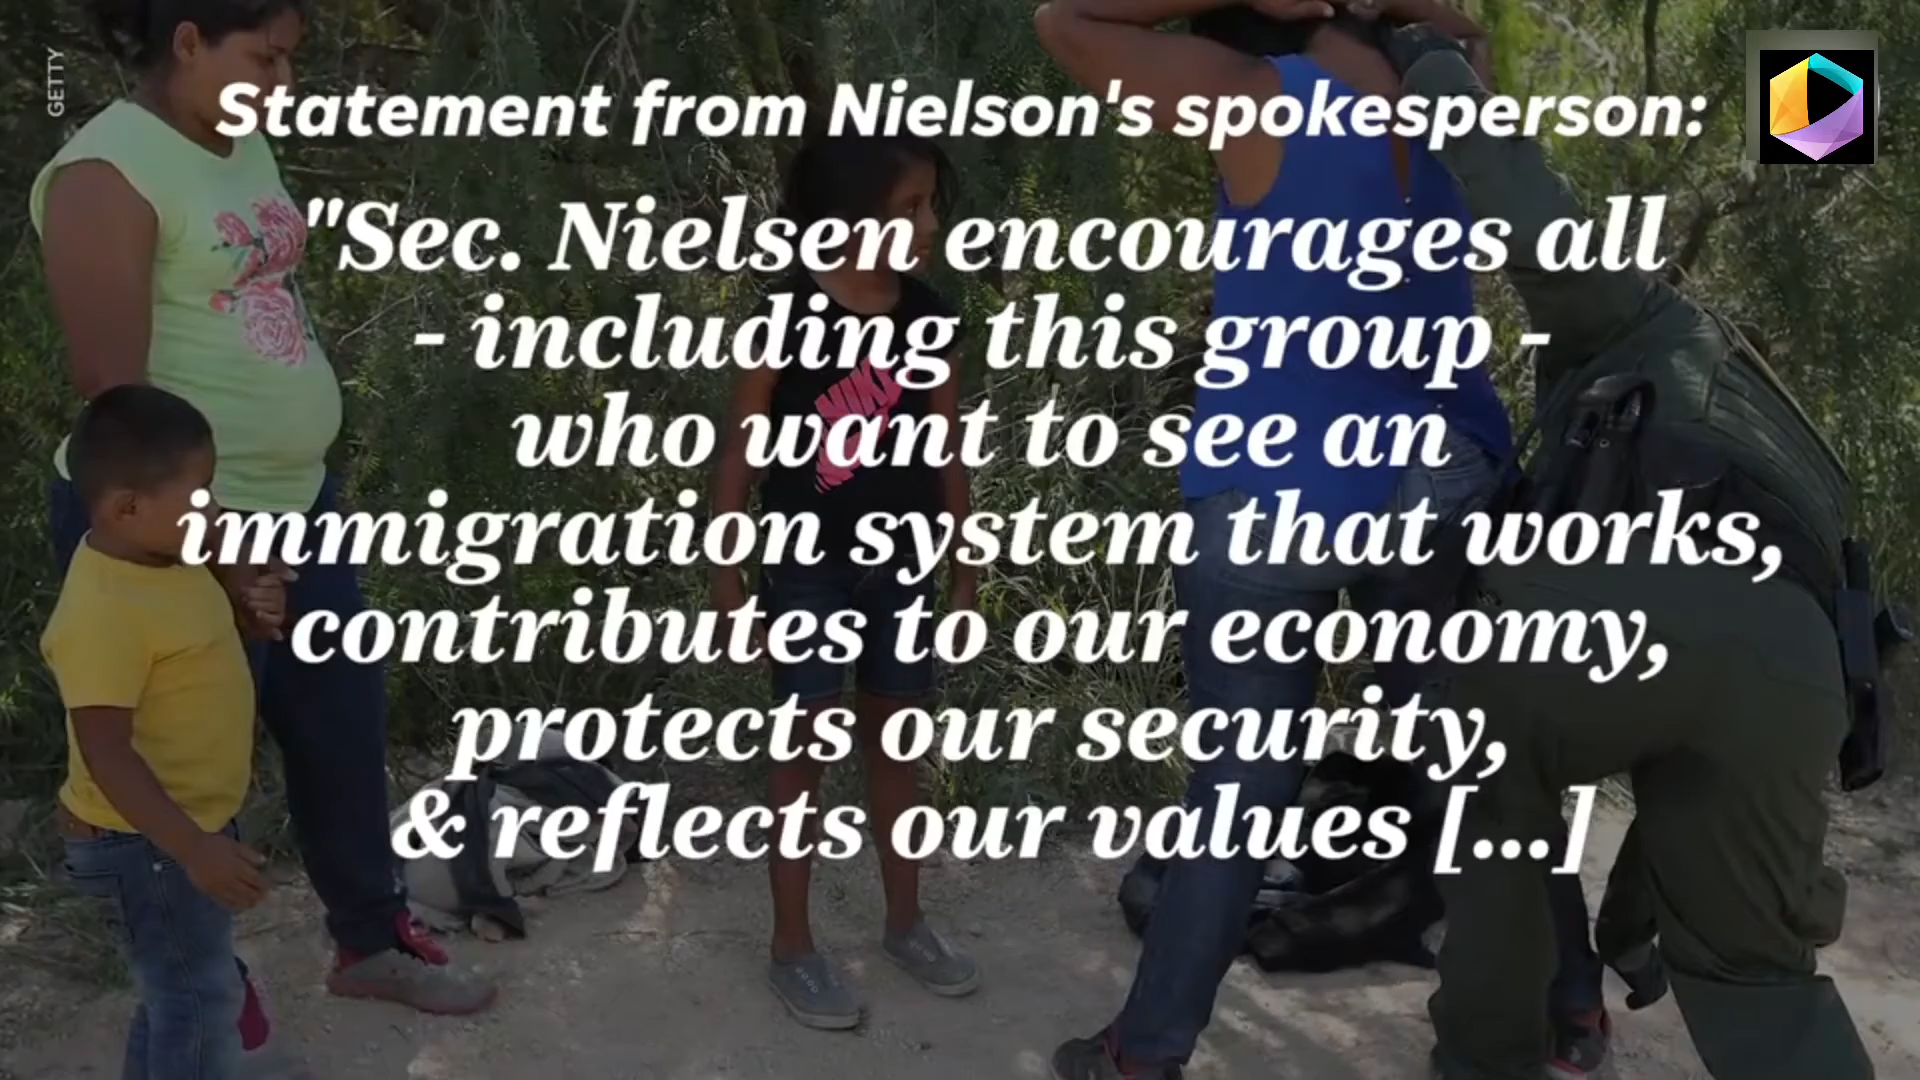 GETTY
Statement from Nielson's spokesperson:
"Sec. Nielsen encourages all
- including this group -
who want to see an
immigration system that works,
contributes to our economy,
protects our security,
& reflects our values [...]
NIKE